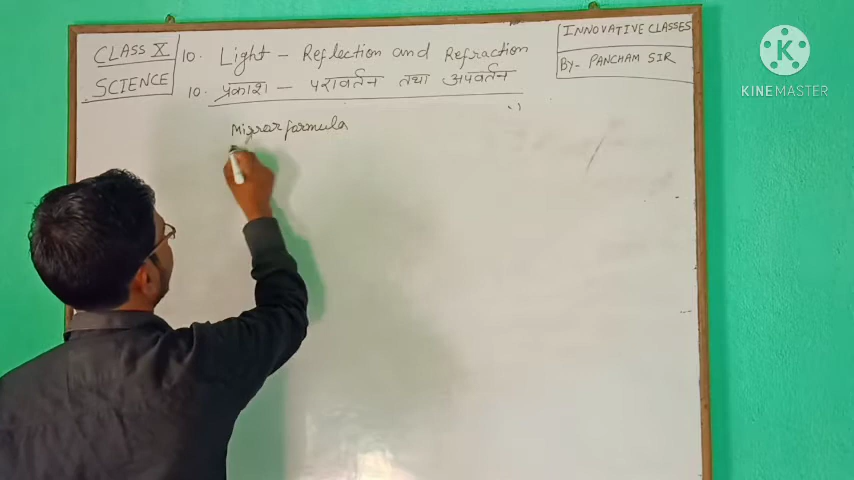 CLASS X
SCIENCE
10. Light - Reflection and Refraction
10. प्रकाश - परावर्तन तथा अपवर्तन
INNOVATIVE CLASSES
BY- PANCHAM SIR
Mirror formula
KINEMASTER